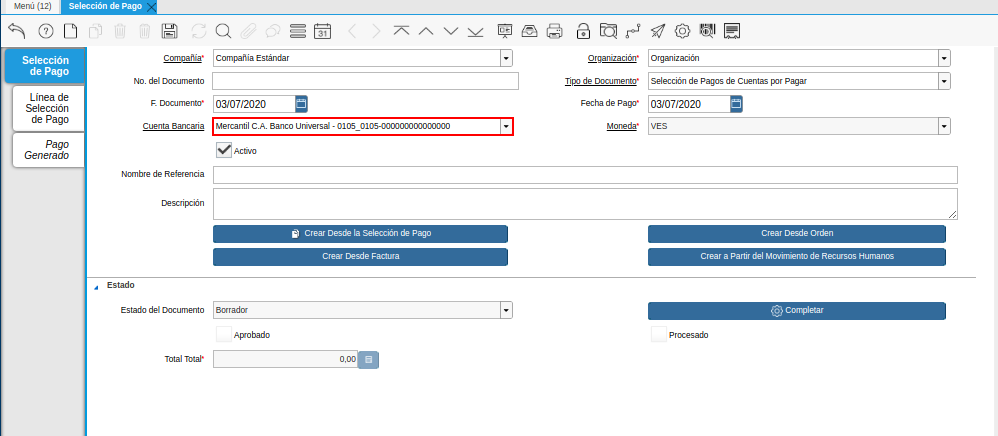 Menú (12) Selección de Pago
31
Selección de Pago
Línea de Selección de Pago
Pago Generado
Compañía* Compañía Estándar Organización* Organización
No. del Documento Tipo de Documento* Selección de Pagos de Cuentas por Pagar
F. Documento* 03/07/2020 Fecha de Pago* 03/07/2020
Cuenta Bancaria Mercantil C.A. Banco Universal - 0105_0105-000000000000000 Moneda* VES
Activo
Nombre de Referencia
Descripción
Crear Desde la Selección de Pago Crear Desde Orden
Crear Desde Factura Crear a Partir del Movimiento de Recursos Humanos
Estado
Estado del Documento Borrador Completar
Aprobado Procesado
Total Total* 0,00